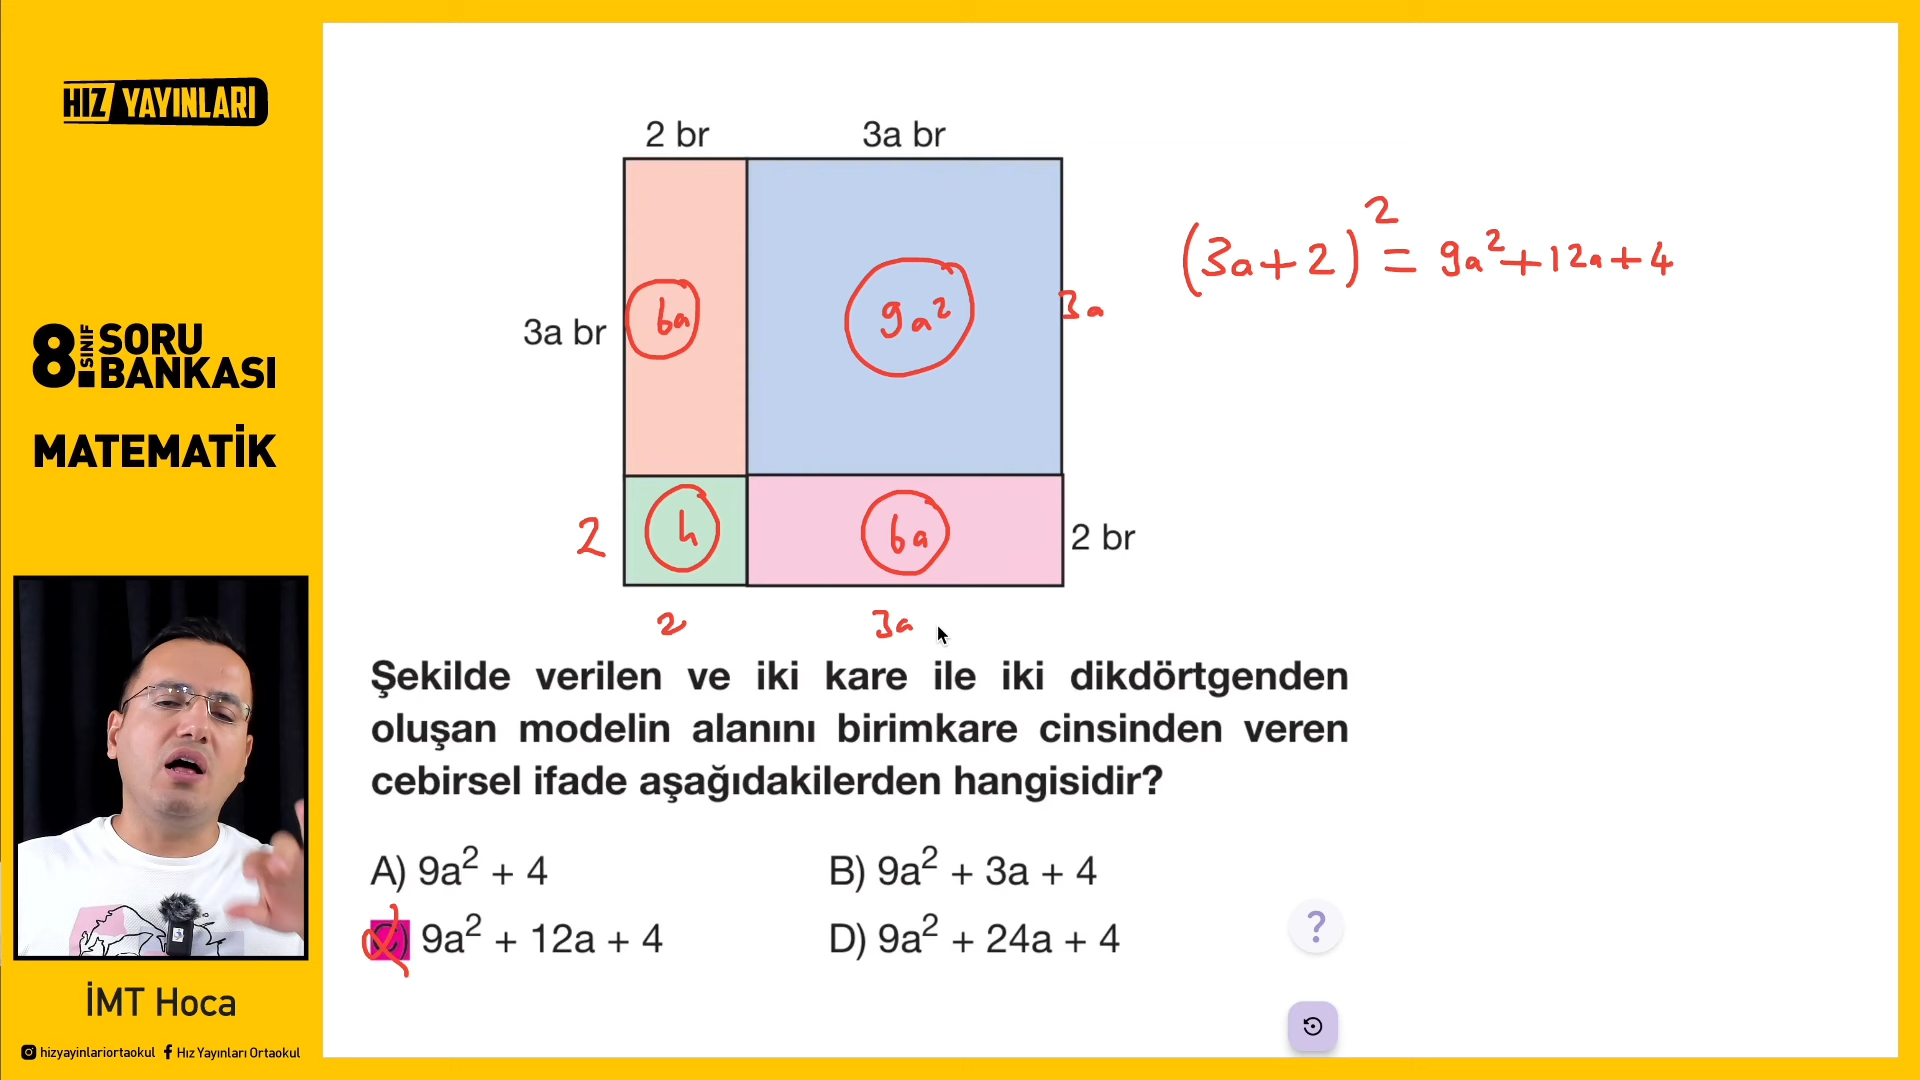 HIZ YAYINLARI
8. SINIF SORU BANKASI
MATEMATİK
İMT Hoca
hizyayinlariortaokul Hız Yayınları Ortaokul
2 br 3a br
3a br
6a
9a²
3a
2
4
6a
2 br
2
3a
(3a+2)² = 9a²+12a+4
Şekilde verilen ve iki kare ile iki dikdörtgenden
oluşan modelin alanını birimkare cinsinden veren
cebirsel ifade aşağıdakilerden hangisidir?
A) 9a² + 4 B) 9a² + 3a + 4
C) 9a² + 12a + 4 D) 9a² + 24a + 4
?